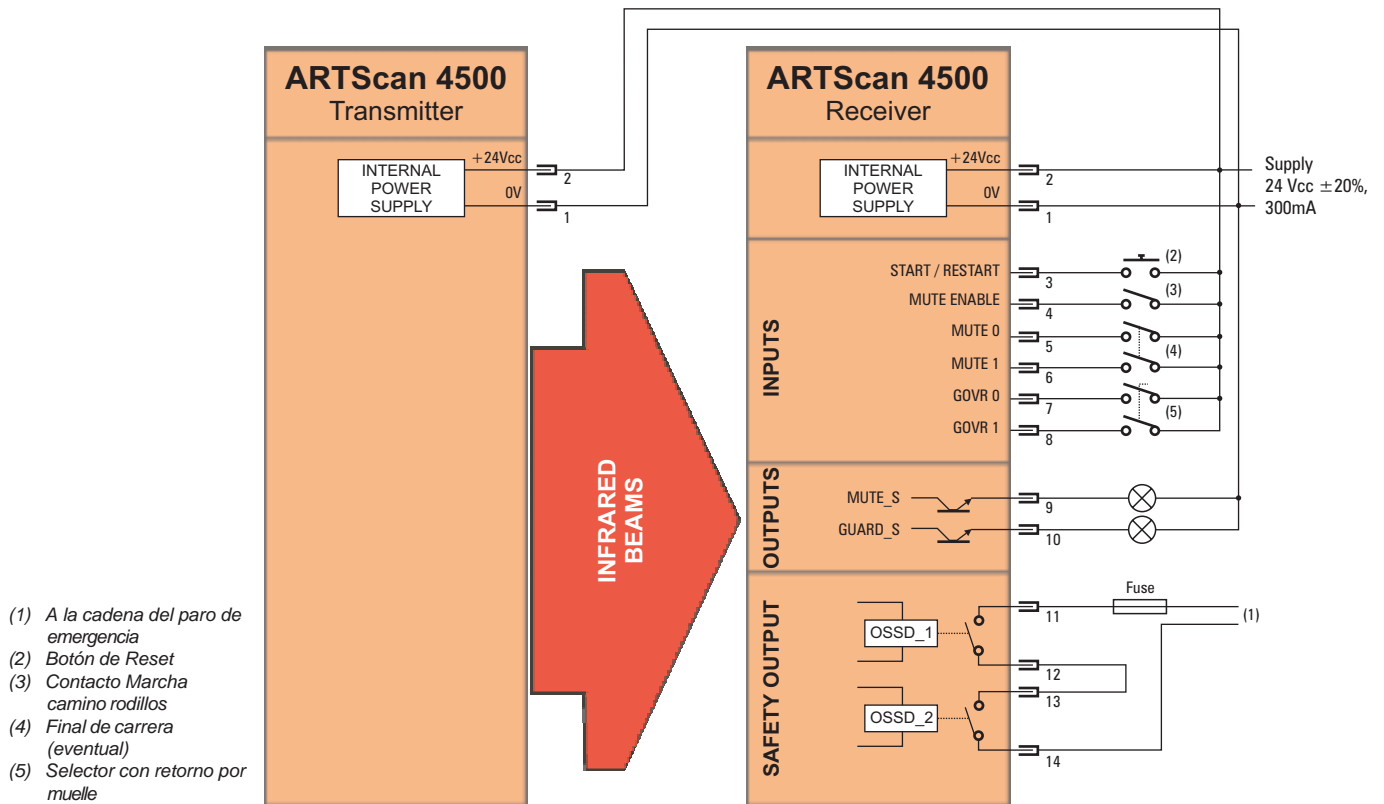 ARTScan 4500
Transmitter
INTERNAL
POWER
SUPPLY
+24Vcc
2
0V
1
INFRARED
BEAMS
ARTScan 4500
Receiver
INTERNAL
POWER
SUPPLY
+24Vcc
2
0V
1
Supply
24 Vcc ±20%,
300mA
INPUTS
START / RESTART
3
(2)
MUTE ENABLE
4
(3)
MUTE 0
5
(4)
MUTE 1
6
GOVR 0
7
(5)
GOVR 1
8
OUTPUTS
MUTE_S
9
GUARD_S
10
SAFETY OUTPUT
OSSD_1
11
Fuse
(1)
12
13
OSSD_2
14
(1) A la cadena del paro de
emergencia
(2) Botón de Reset
(3) Contacto Marcha
camino rodillos
(4) Final de carrera
(eventual)
(5) Selector con retorno por
muelle